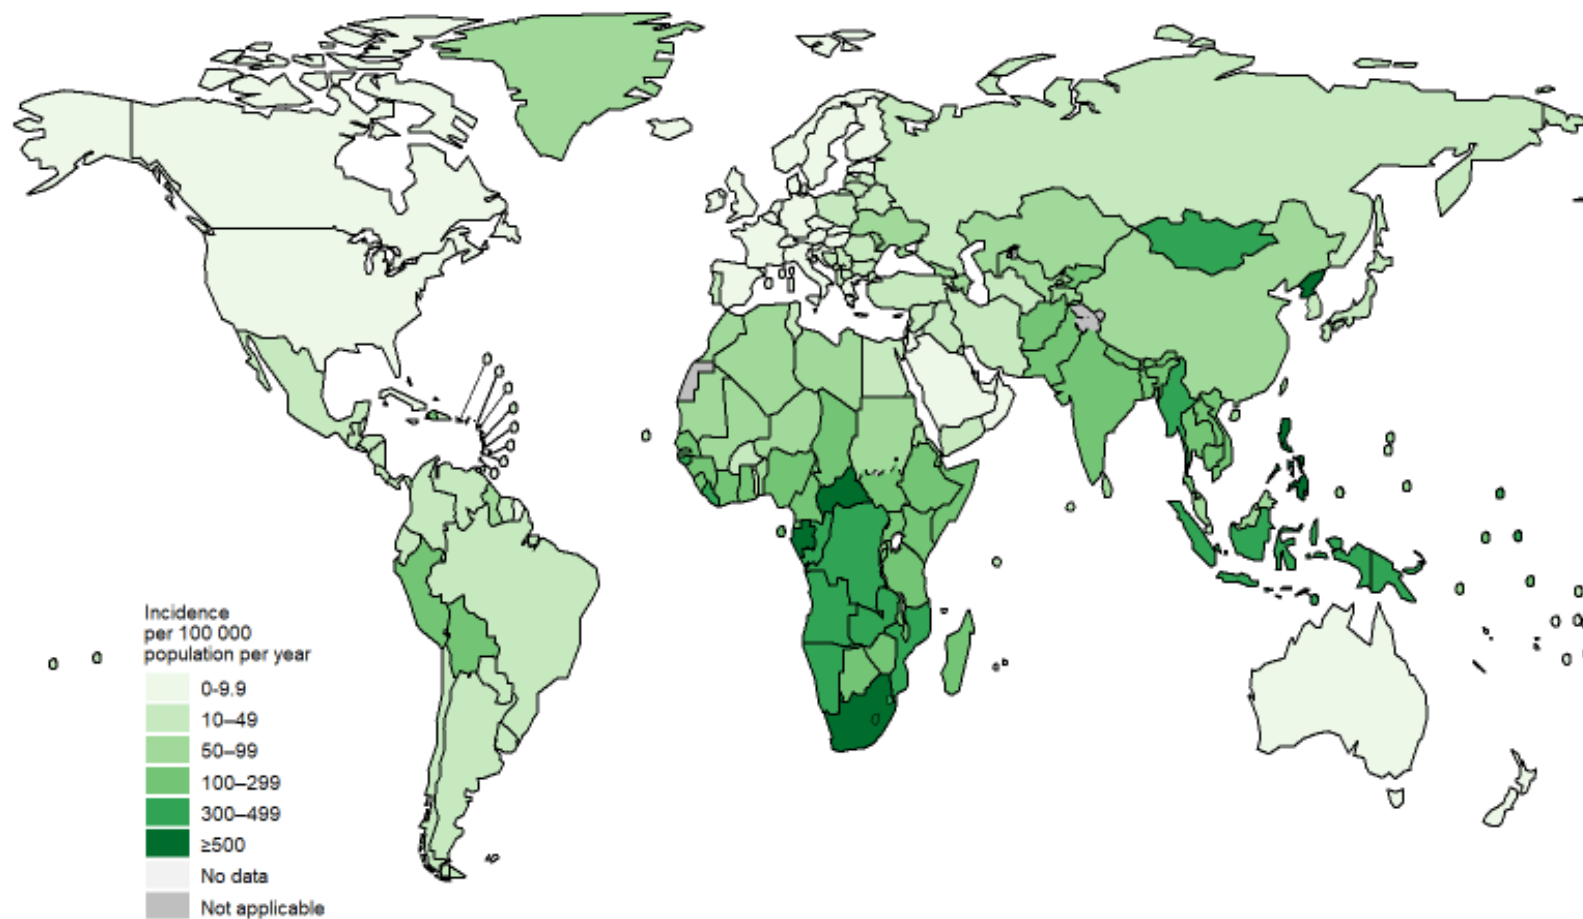 Incidence
per 100 000
population per year
0-9.9
10–49
50–99
100–299
300–499
≥500
No data
Not applicable